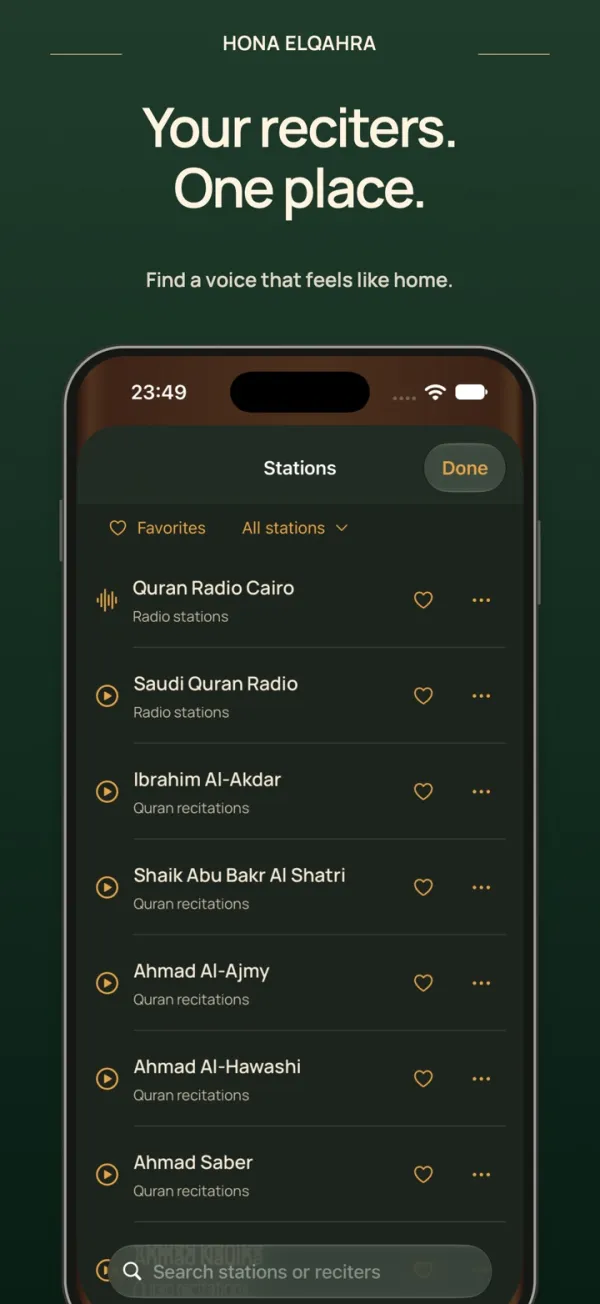 HONA ELQAHRA
Your reciters.
One place.
Find a voice that feels like home.
23:49
Stations
Done
Favorites
All stations
Quran Radio Cairo
Radio stations
Saudi Quran Radio
Radio stations
Ibrahim Al-Akdar
Quran recitations
Shaik Abu Bakr Al Shatri
Quran recitations
Ahmad Al-Ajmy
Quran recitations
Ahmad Al-Hawashi
Quran recitations
Ahmad Saber
Quran recitations
Search stations or reciters